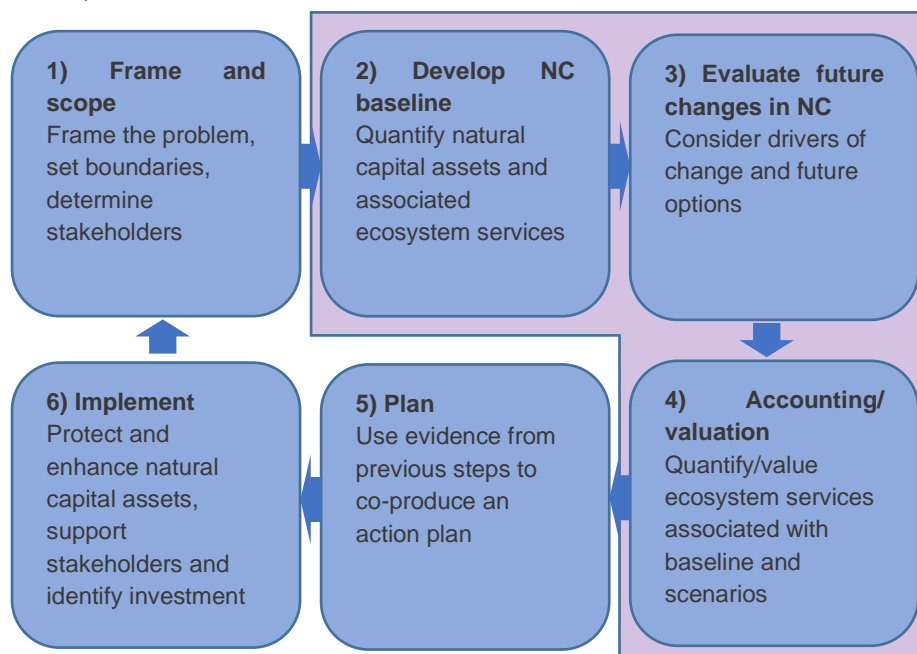 1) Frame and
scope
Frame the problem,
set boundaries,
determine
stakeholders
2) Develop NC
baseline
Quantify natural
capital assets and
associated
ecosystem services
3) Evaluate future
changes in NC
Consider drivers of
change and future
options
4) Accounting/
valuation
Quantify/value
ecosystem services
associated with
baseline and
scenarios
5) Plan
Use evidence from
previous steps to
co-produce an
action plan
6) Implement
Protect and
enhance natural
capital assets,
support
stakeholders and
identify investment